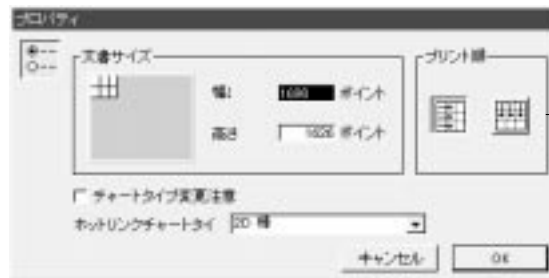 プロパティ
文書サイズ
プリント順
幅: ポイント
高さ 1626 ポイント
チャートタイプ変更注意
ホットリンクチャートタイ 2D 棒
キャンセル OK